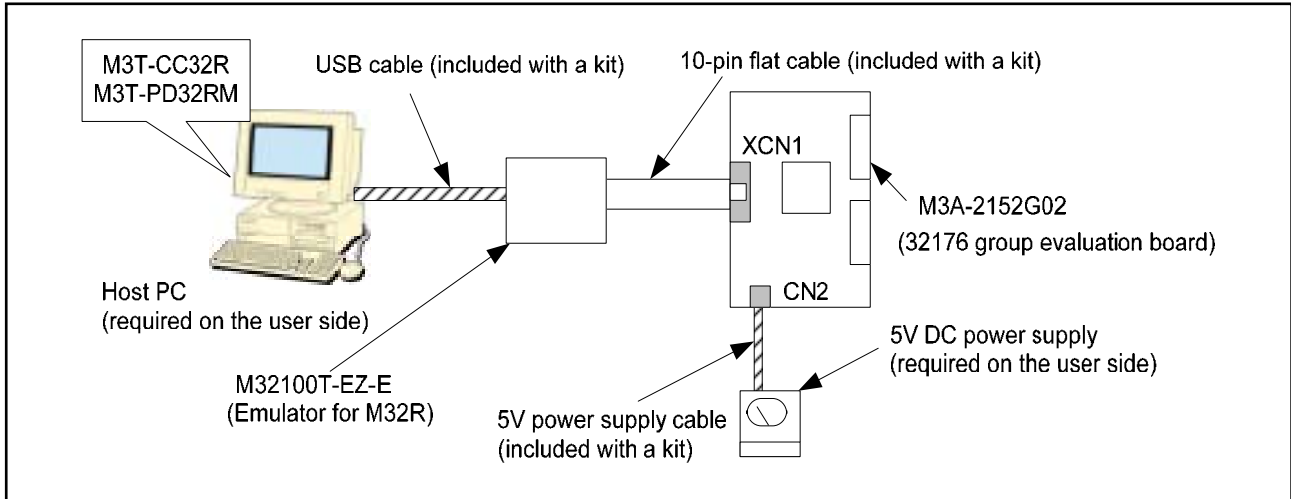 M3T-CC32R
M3T-PD32RM
USB cable (included with a kit)
10-pin flat cable (included with a kit)
XCN1
M3A-2152G02
(32176 group evaluation board)
Host PC
(required on the user side)
CN2
5V DC power supply
(required on the user side)
M32100T-EZ-E
(Emulator for M32R)
5V power supply cable
(included with a kit)